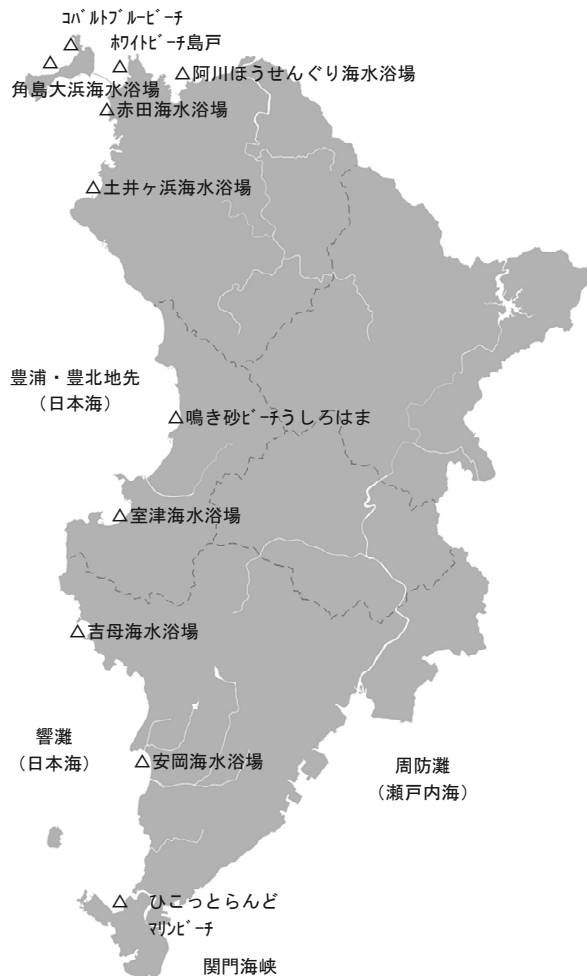 コバルトブルービーチ
ホワイトビーチ島戸
△阿川ほうせんぐり海水浴場
角島大浜海水浴場
△赤田海水浴場
△土井ヶ浜海水浴場
豊浦・豊北地先
(日本海)
△鳴き砂ビーチうしろはま
△室津海水浴場
△吉母海水浴場
響灘
(日本海)
△安岡海水浴場
周防灘
(瀬戸内海)
△ ひこっとらんど
マリンビーチ
関門海峡